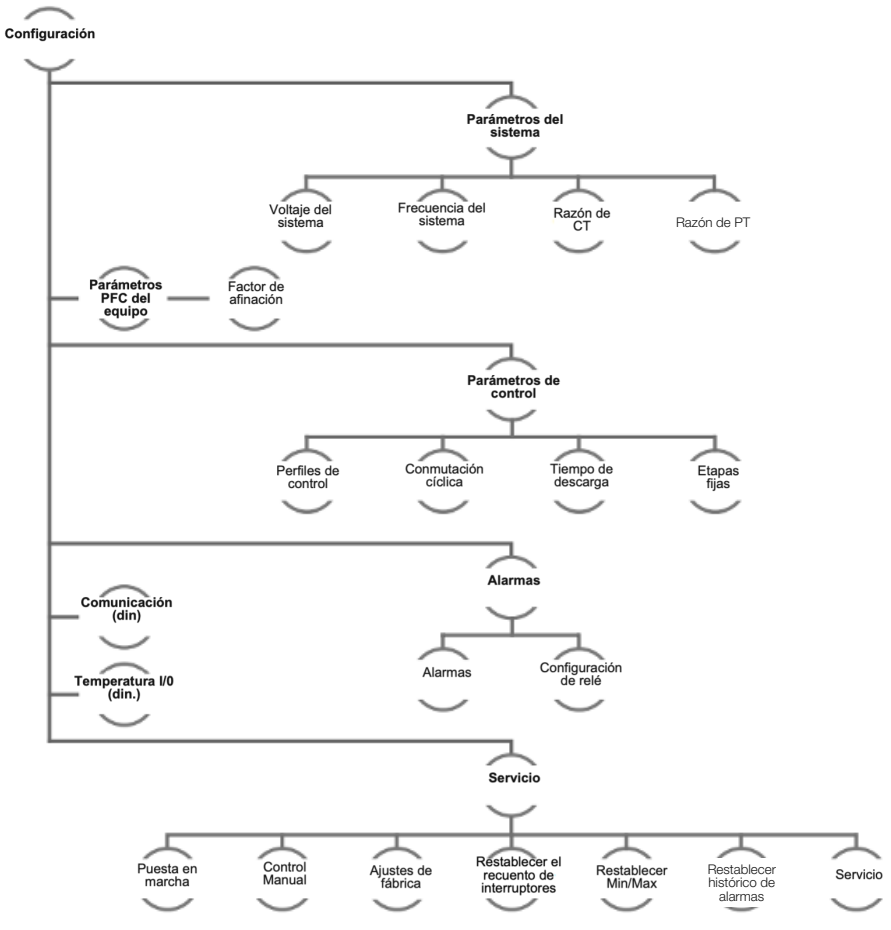 Configuración
Parámetros del
sistema
Voltaje del
sistema
Frecuencia del
sistema
Razón de
CT
Razón de PT
Parámetros
PFC del
equipo
Factor de
afinación
Parámetros de
control
Perfiles de
control
Conmutación
cíclica
Tiempo de
descarga
Etapas
fijas
Alarmas
Comunicación
(din)
Alarmas
Configuración
de relé
Temperatura I/0
(din.)
Servicio
Puesta en
marcha
Control
Manual
Ajustes de
fábrica
Restablecer el
recuento de
interruptores
Restablecer
Min/Max
Restablecer
histórico de
alarmas
Servicio